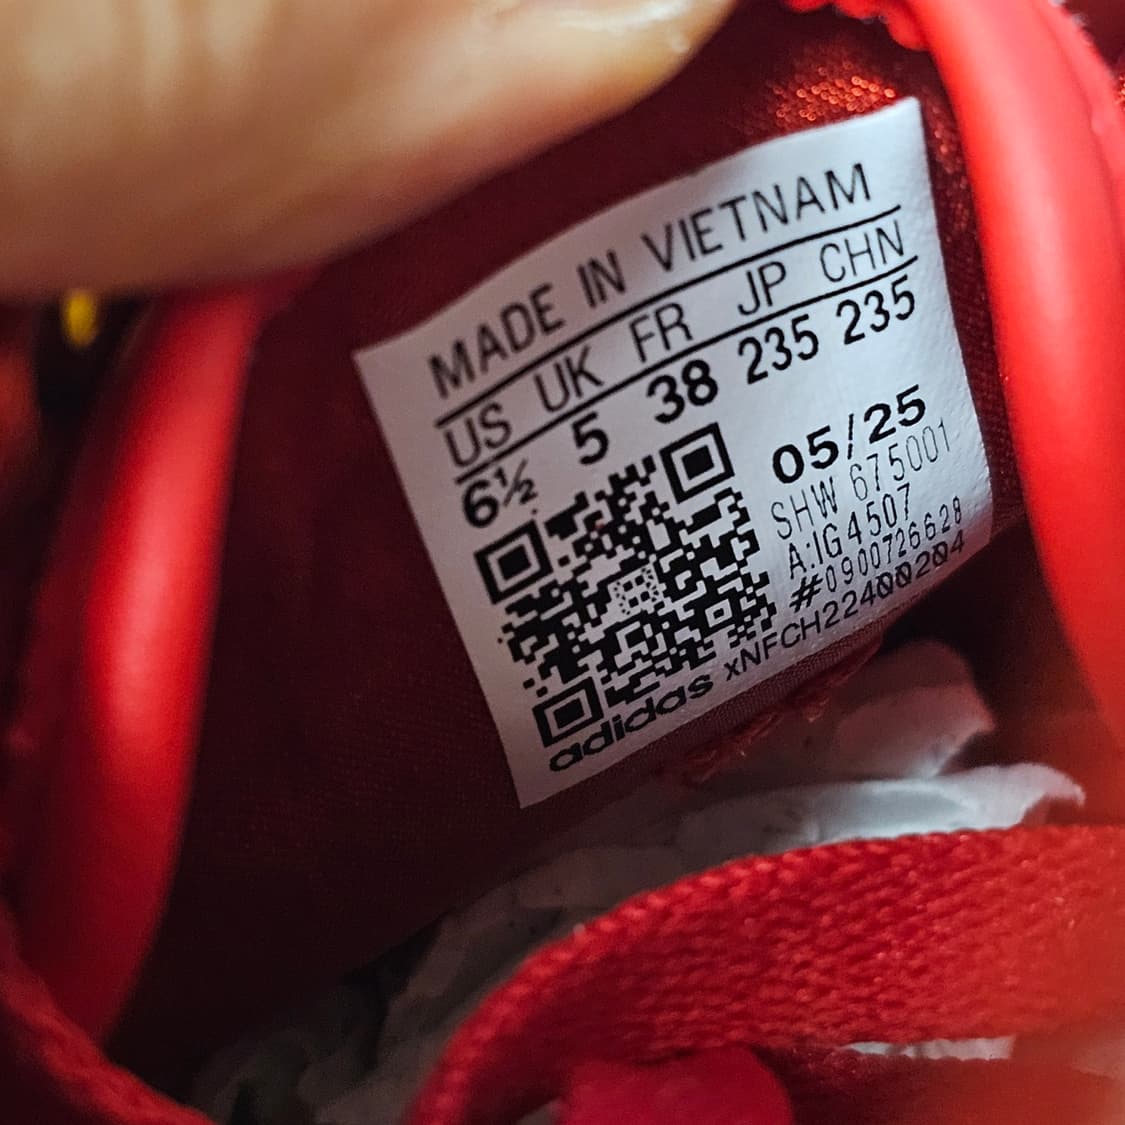 MADE IN VIETNAM
US UK FR JP CHN
6½ 5 38 235 235
05/25
SHW 675001
A:IG4507
#0900726628
adidas xNFCH22400204